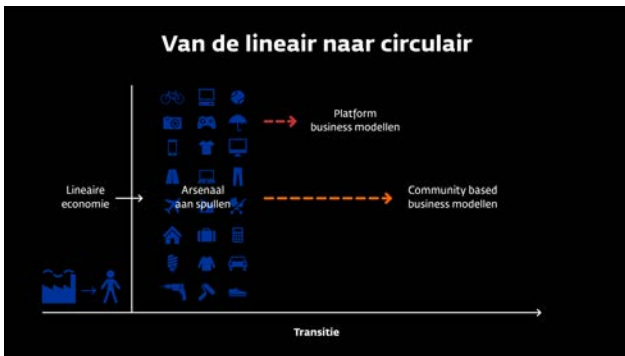 Van de lineair naar circulair
Platform
business modellen
Lineaire
economie
Arsenaal
aan spullen
Community based
business modellen
Transitie